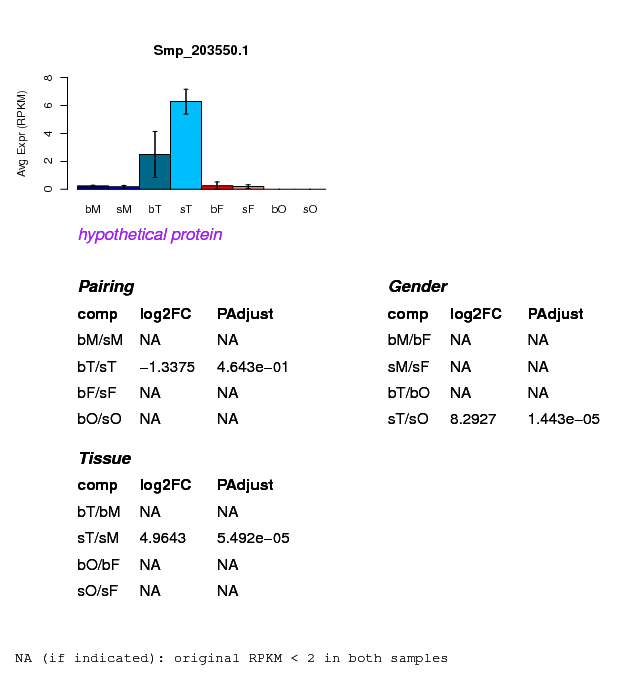 Smp_203550.1
Avg Expr (RPKM)
8
6
4
2
0
bM sM bT sT bF sF bO sO
hypothetical protein
Pairing
comp log2FC PAdjust
bM/sM NA NA
bT/sT −1.3375 4.643e−01
bF/sF NA NA
bO/sO NA NA
Gender
comp log2FC PAdjust
bM/bF NA NA
sM/sF NA NA
bT/bO NA NA
sT/sO 8.2927 1.443e−05
Tissue
comp log2FC PAdjust
bT/bM NA NA
sT/sM 4.9643 5.492e−05
bO/bF NA NA
sO/sF NA NA
NA (if indicated): original RPKM < 2 in both samples